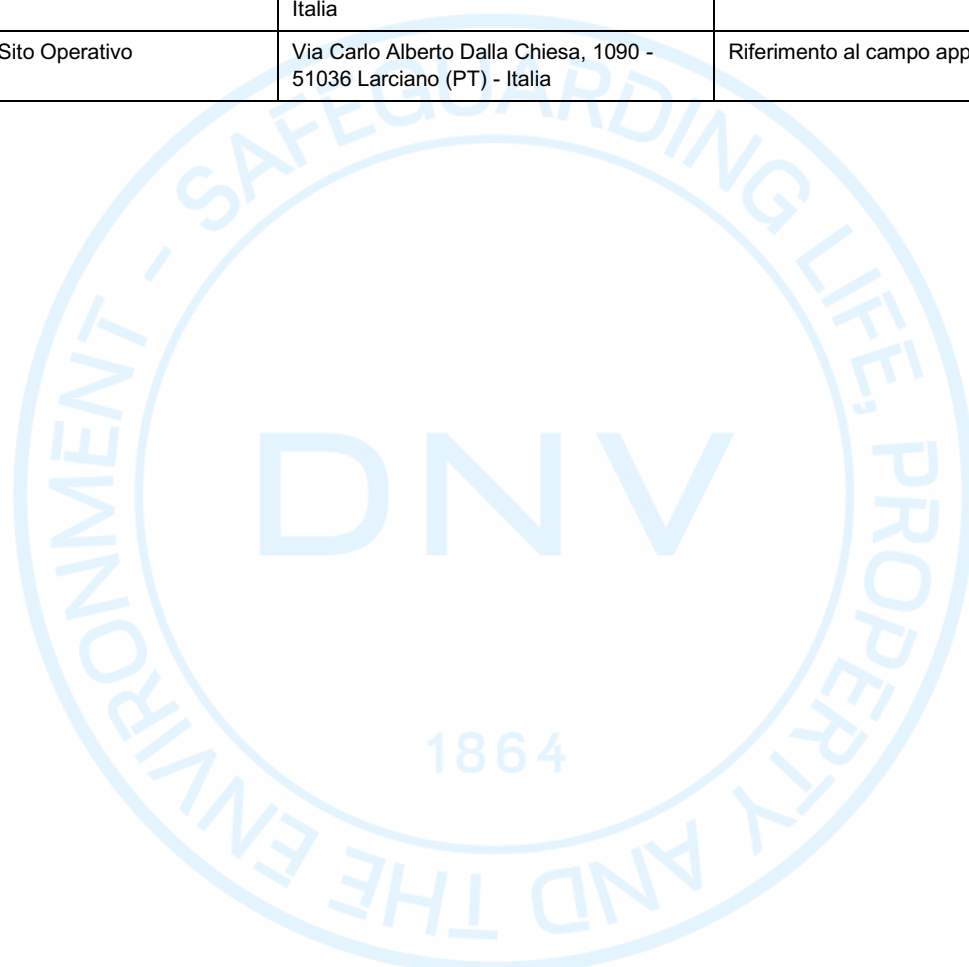 Italia
Sito Operativo
Via Carlo Alberto Dalla Chiesa, 1090 -
51036 Larciano (PT) - Italia
Riferimento al campo app
SAFEGUARDING LIFE, PROPERTY AND THE ENVIRONMENT -
DNV
1864